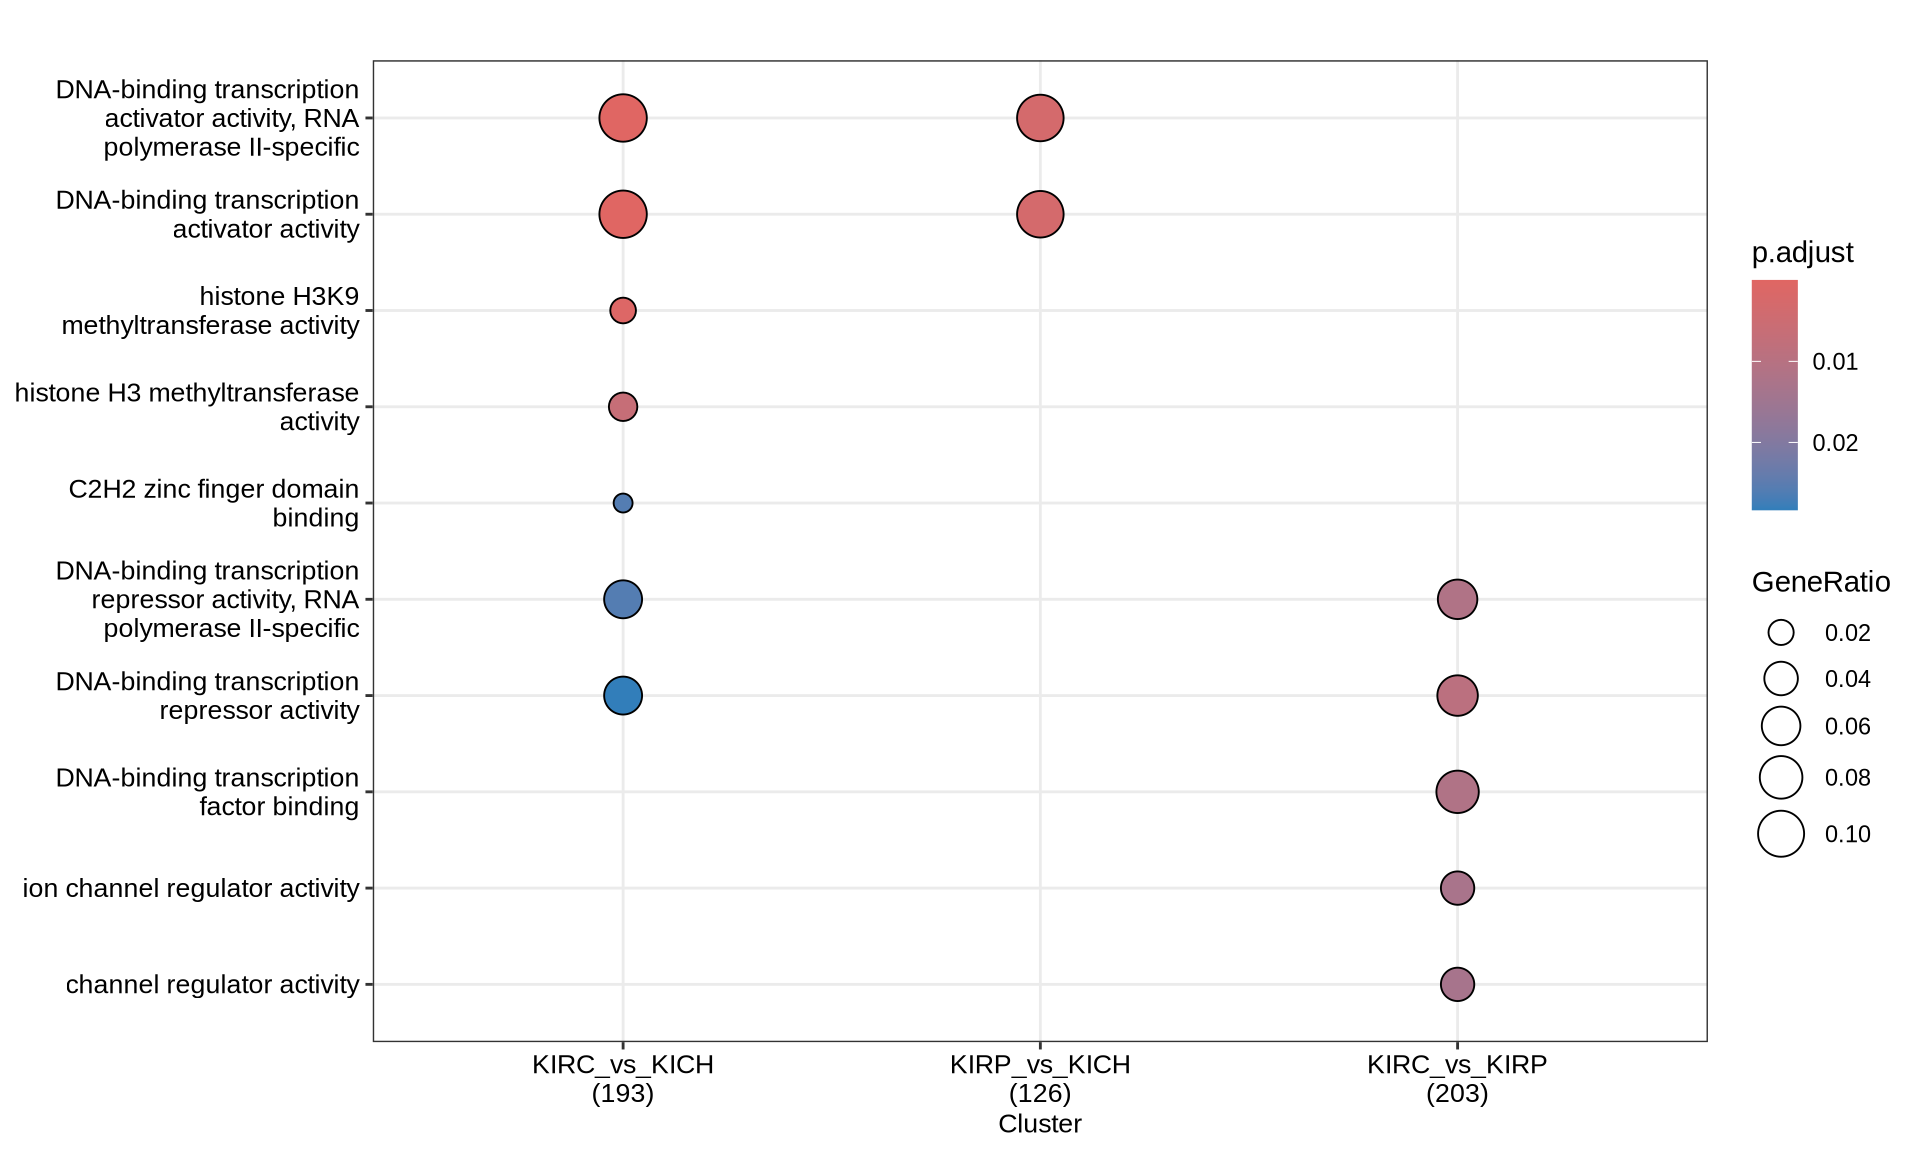 DNA-binding transcription
activator activity, RNA
polymerase II-specific
DNA-binding transcription
activator activity
histone H3K9
methyltransferase activity
histone H3 methyltransferase
activity
C2H2 zinc finger domain
binding
DNA-binding transcription
repressor activity, RNA
polymerase II-specific
DNA-binding transcription
repressor activity
DNA-binding transcription
factor binding
ion channel regulator activity
channel regulator activity
KIRC_vs_KICH
(193)
KIRP_vs_KICH
(126)
KIRC_vs_KIRP
(203)
Cluster
p.adjust
0.01
0.02
GeneRatio
0.02
0.04
0.06
0.08
0.10